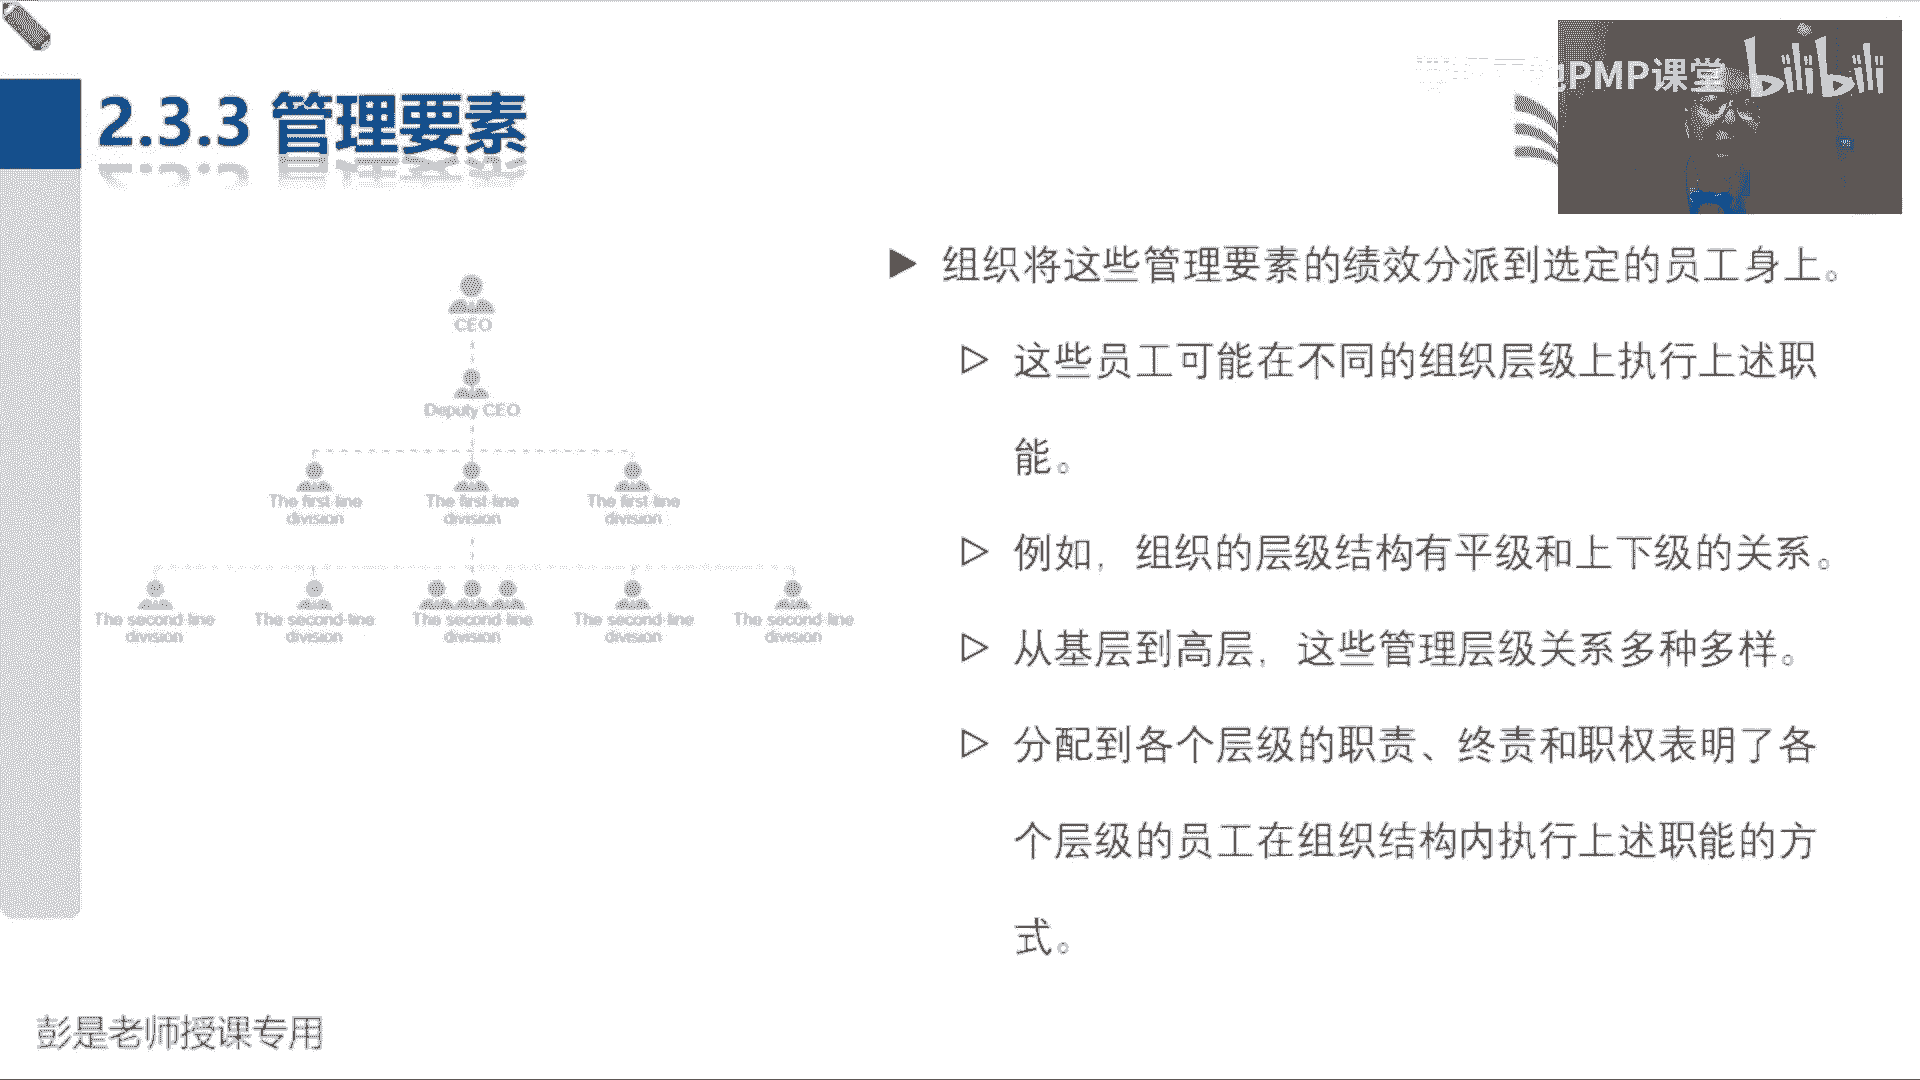 PMP课堂
bilibili
2.3.3 管理要素
组织将这些管理要素的绩效分派到选定的员工身上。
这些员工可能在不同的组织层级上执行上述职
能。
例如，组织的层级结构有平级和上下级的关系。
从基层到高层，这些管理层级关系多种多样。
分配到各个层级的职责、终责和职权表明了各
个层级的员工在组织结构内执行上述职能的方
式。
CEO
Deputy CEO
The first-line
division
The first-line
division
The first-line
division
The second-line
division
The second-line
division
The second-line
division
The second-line
division
The second-line
division
彭是老师授课专用